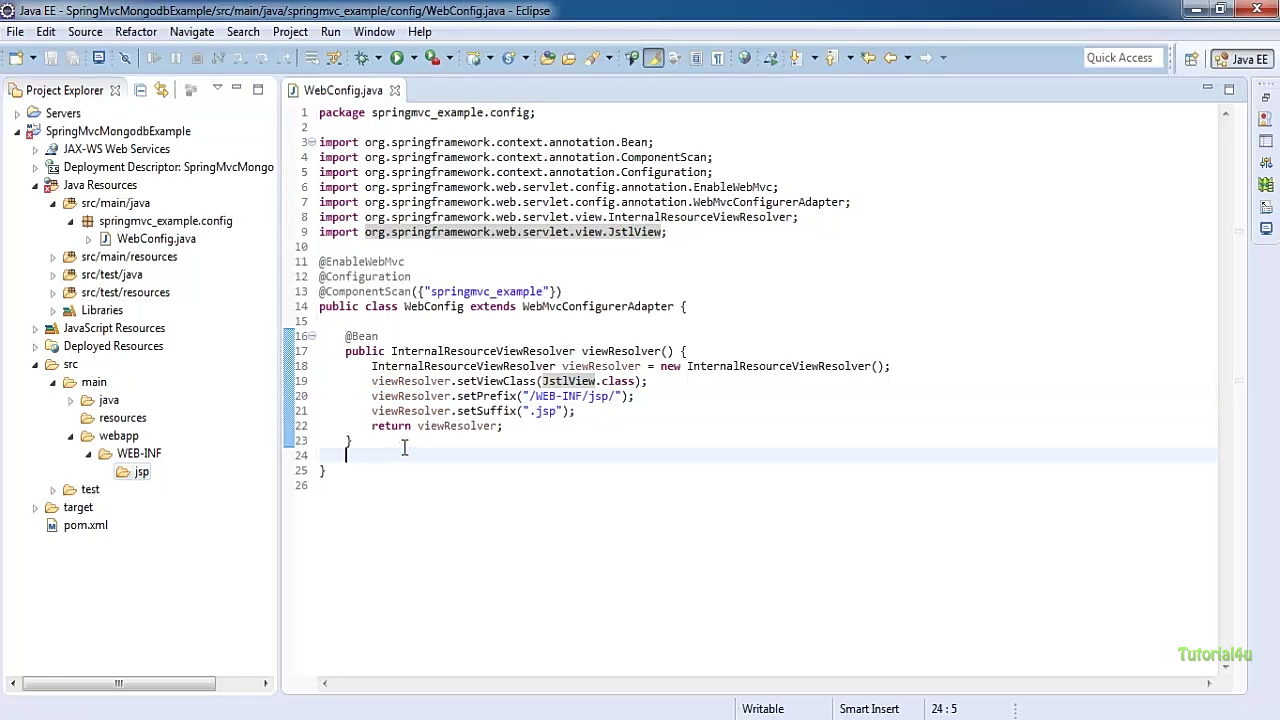 Java EE - SpringMvcMongodbExample/src/main/java/springmvc_example/config/WebConfig.java - Eclipse
File Edit Source Refactor Navigate Search Project Run Window Help
Quick Access
Java EE
Project Explorer
WebConfig.java
Servers
SpringMvcMongodbExample
JAX-WS Web Services
Deployment Descriptor: SpringMvcMongo
Java Resources
src/main/java
springmvc_example.config
WebConfig.java
src/main/resources
src/test/java
src/test/resources
Libraries
JavaScript Resources
Deployed Resources
src
main
java
resources
webapp
WEB-INF
jsp
test
target
pom.xml
1 package springmvc_example.config;
2
3 import org.springframework.context.annotation.Bean;
4 import org.springframework.context.annotation.ComponentScan;
5 import org.springframework.context.annotation.Configuration;
6 import org.springframework.web.servlet.config.annotation.EnableWebMvc;
7 import org.springframework.web.servlet.config.annotation.WebMvcConfigurerAdapter;
8 import org.springframework.web.servlet.view.InternalResourceViewResolver;
9 import org.springframework.web.servlet.view.JstlView;
10
11 @EnableWebMvc
12 @Configuration
13 @ComponentScan({"springmvc_example"})
14 public class WebConfig extends WebMvcConfigurerAdapter {
15
16 @Bean
17 public InternalResourceViewResolver viewResolver() {
18 InternalResourceViewResolver viewResolver = new InternalResourceViewResolver();
19 viewResolver.setViewClass(JstlView.class);
20 viewResolver.setPrefix("/WEB-INF/jsp/");
21 viewResolver.setSuffix(".jsp");
22 return viewResolver;
23 }
24
25 }
26
Tutorial4u
Writable Smart Insert 24 : 5